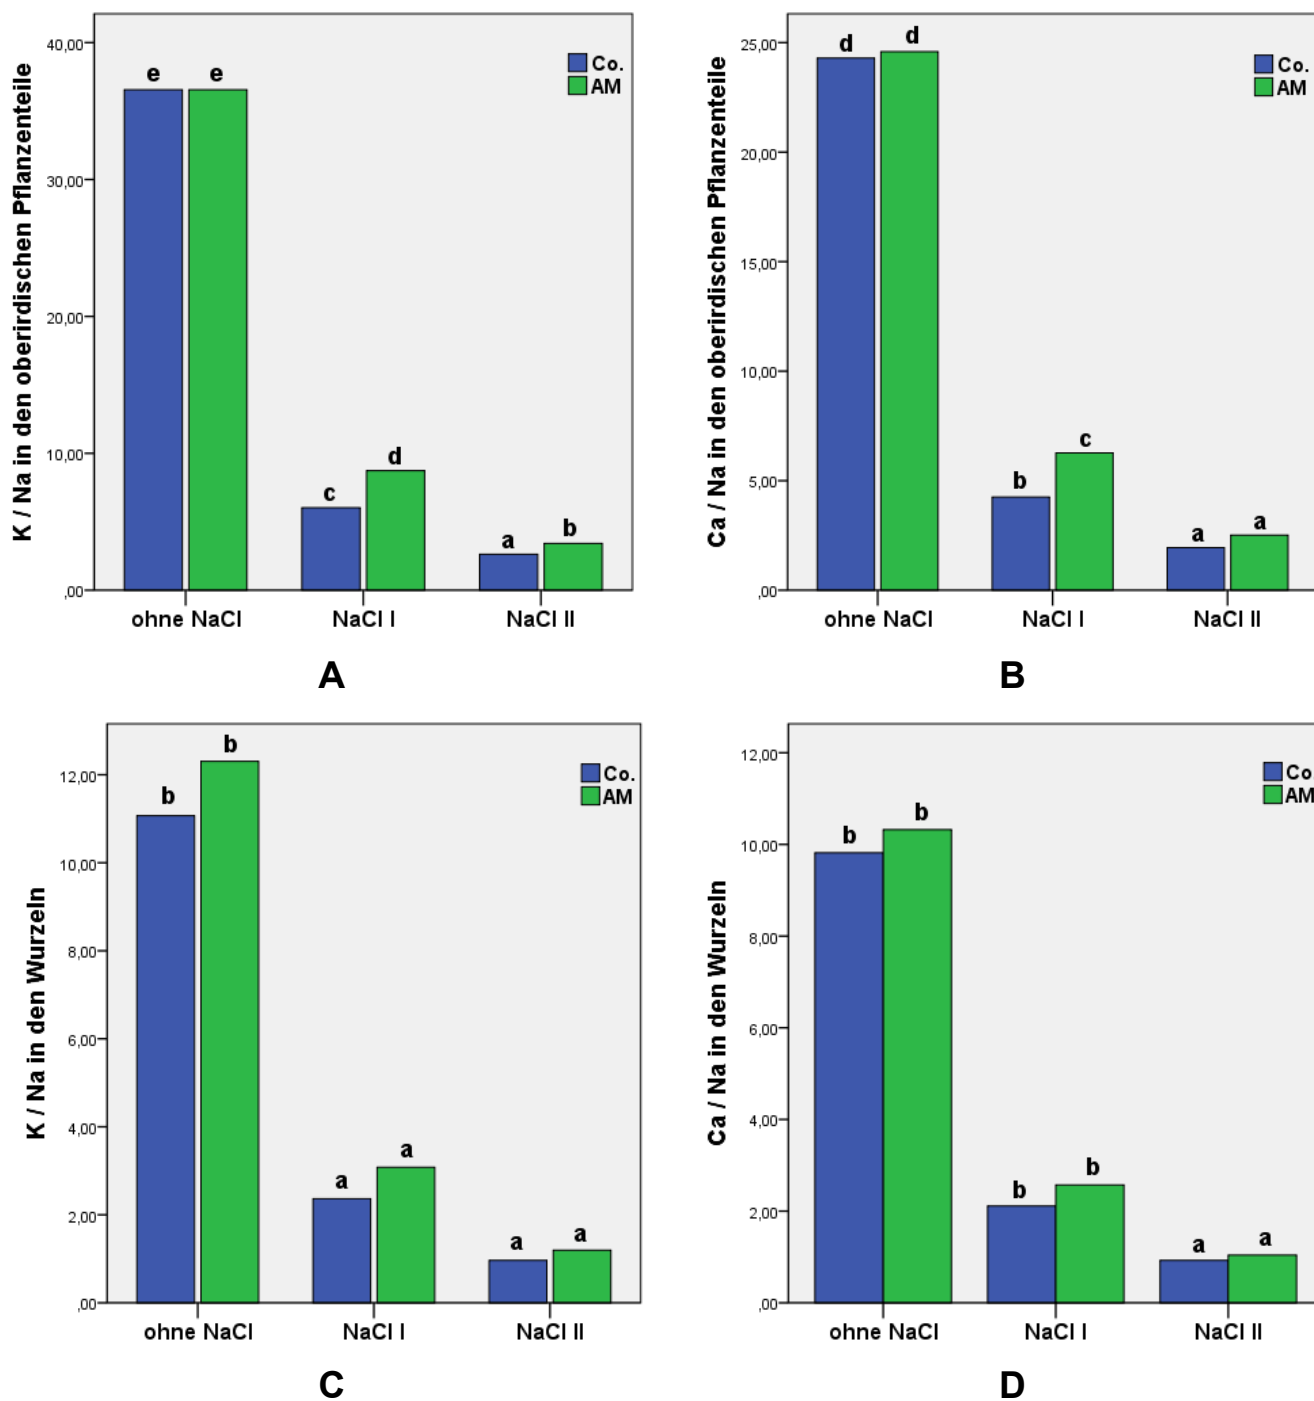 K / Na in den oberirdischen Pflanzenteile
40,00
30,00
20,00
10,00
,00
e e
c d
a b
Co.
AM
ohne NaCl NaCl I NaCl II
A
Ca / Na in den oberirdischen Pflanzenteile
25,00
20,00
15,00
10,00
5,00
,00
d d
b c
a a
Co.
AM
ohne NaCl NaCl I NaCl II
B
K / Na in den Wurzeln
12,00
10,00
8,00
6,00
4,00
2,00
,00
b b
a a
a a
Co.
AM
ohne NaCl NaCl I NaCl II
C
Ca / Na in den Wurzeln
12,00
10,00
8,00
6,00
4,00
2,00
,00
b b
b b
a a
Co
AM
ohne NaCl NaCl I NaCl II
D